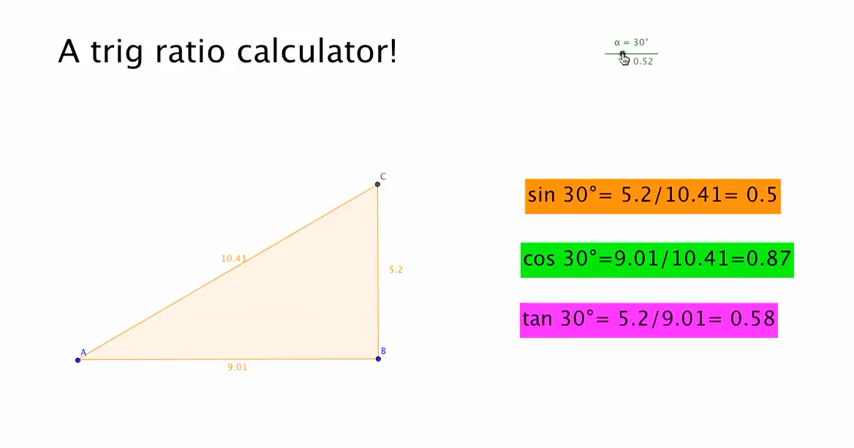 A trig ratio calculator!
α = 30°
0.52
C
sin 30°= 5.2/10.41= 0.5
10.41
cos 30°=9.01/10.41=0.87
5.2
tan 30°= 5.2/9.01= 0.58
A
B
9.01